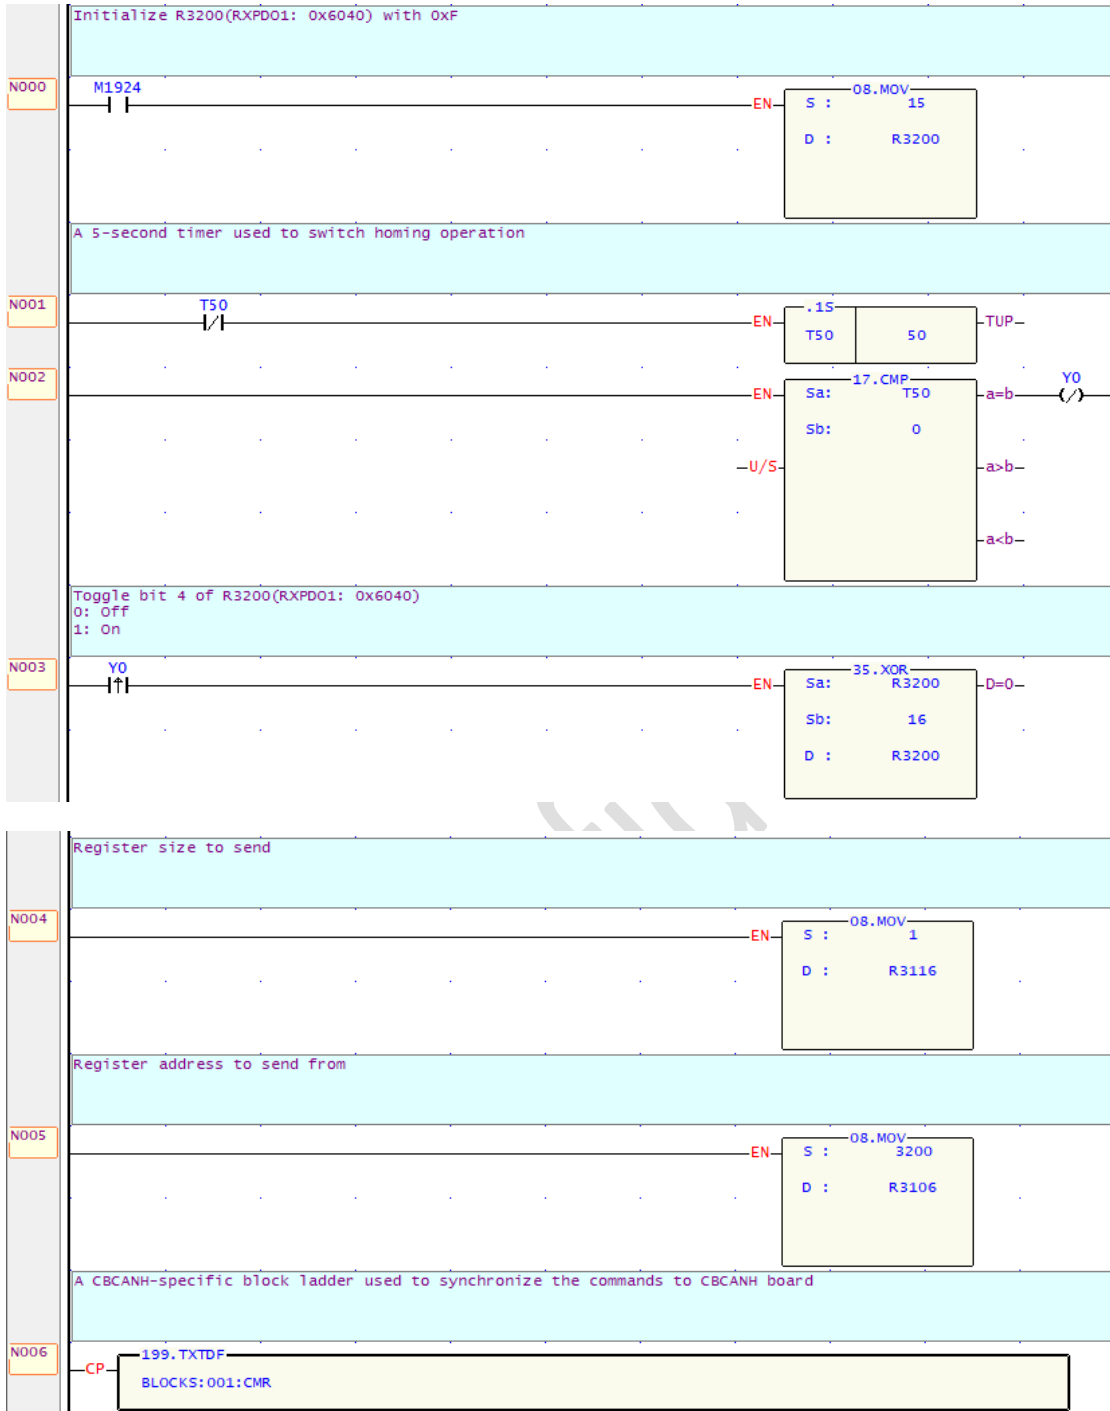 Initialize R3200(RXPDO1: 0x6040) with 0xF
N000
M1924
08.MOV
EN
S : 15
D : R3200
A 5-second timer used to switch homing operation
N001
T50
.1S
EN
TUP
T50 50
N002
17.CMP
Y0
EN
Sa: T50
a=b
Sb: 0
U/S
a>b
a<b
Toggle bit 4 of R3200(RXPDO1: 0x6040)
0: Off
1: On
N003
Y0
35.XOR
EN
Sa: R3200
D=0
Sb: 16
D : R3200
Register size to send
N004
08.MOV
EN
S : 1
D : R3116
Register address to send from
N005
08.MOV
EN
S : 3200
D : R3106
A CBCANH-specific block ladder used to synchronize the commands to CBCANH board
N006
199.TXTDF
CP
BLOCKS:001:CMR